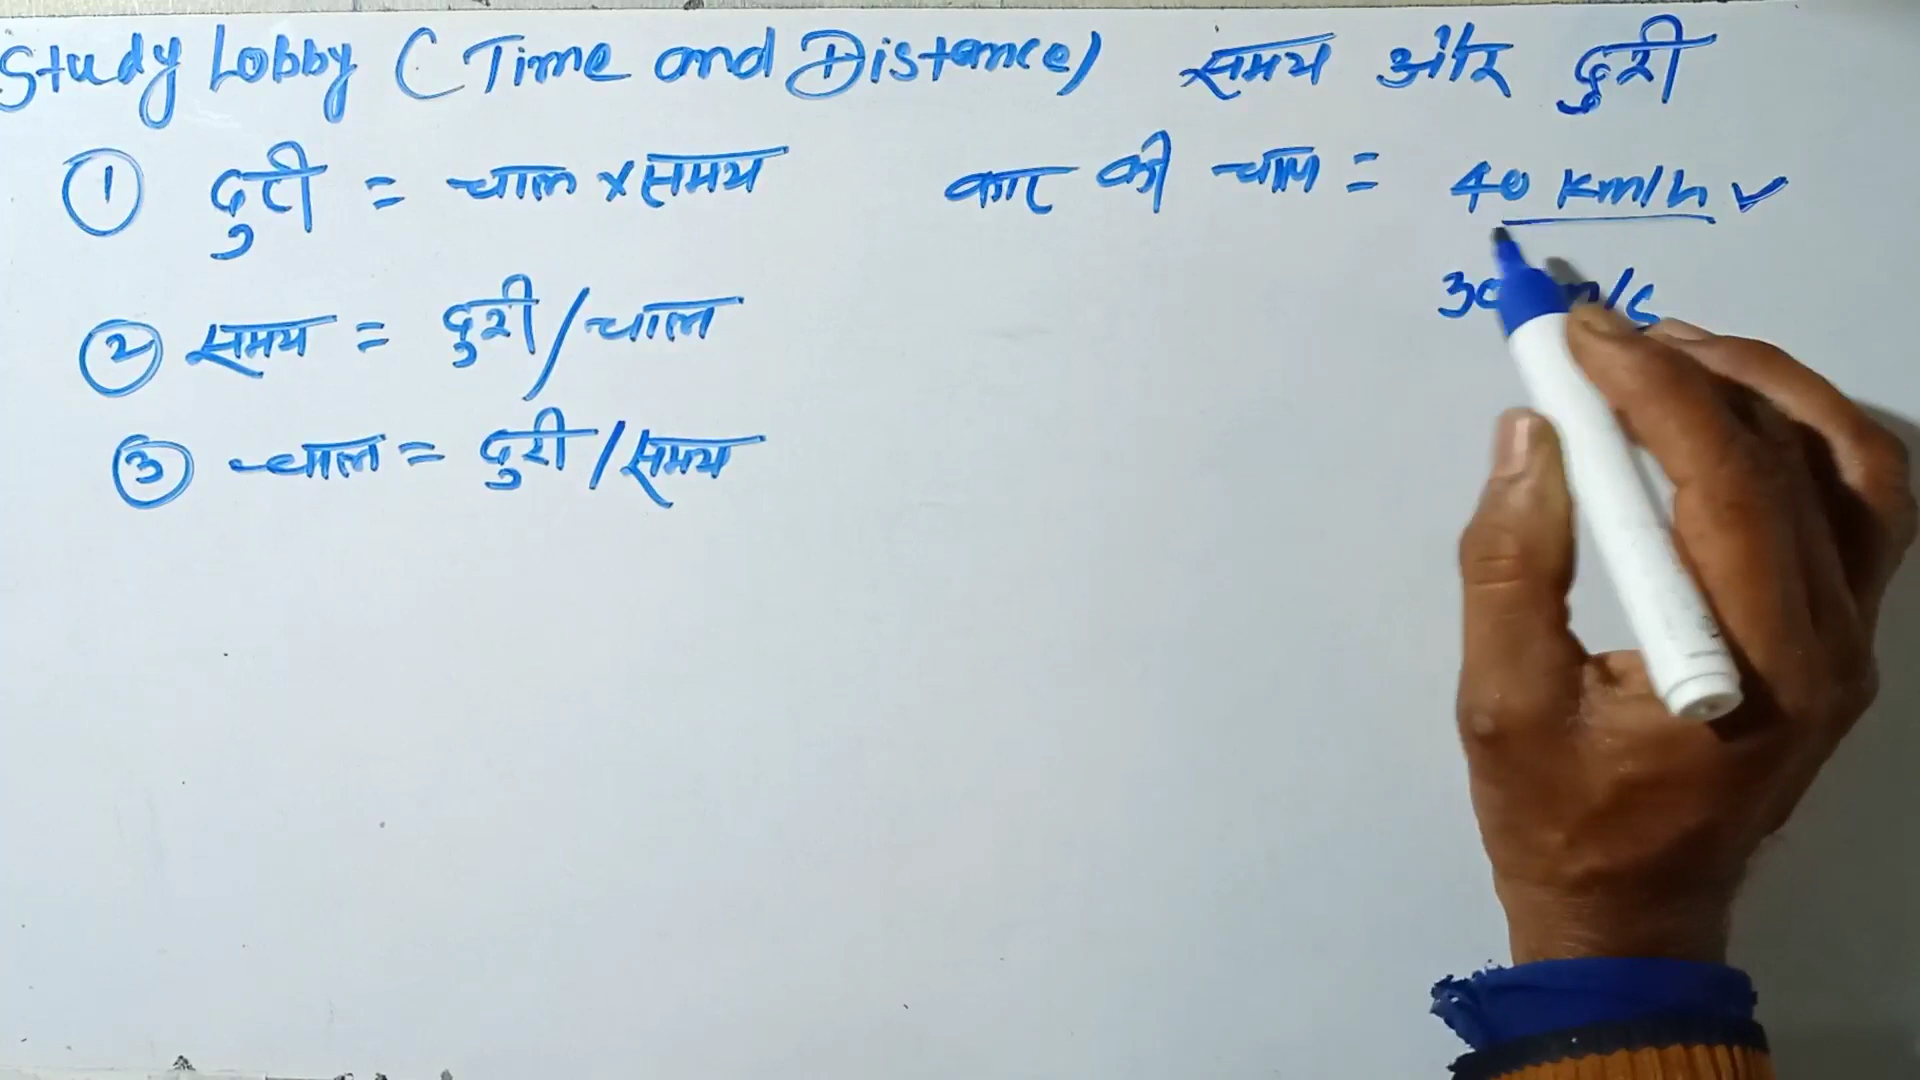 Study Lobby (Time and Distance) समय और दुरी
① दुरी = चाल × समय
② समय = दुरी / चाल
③ चाल = दुरी / समय
कार की चाल = 40 km/h ✓